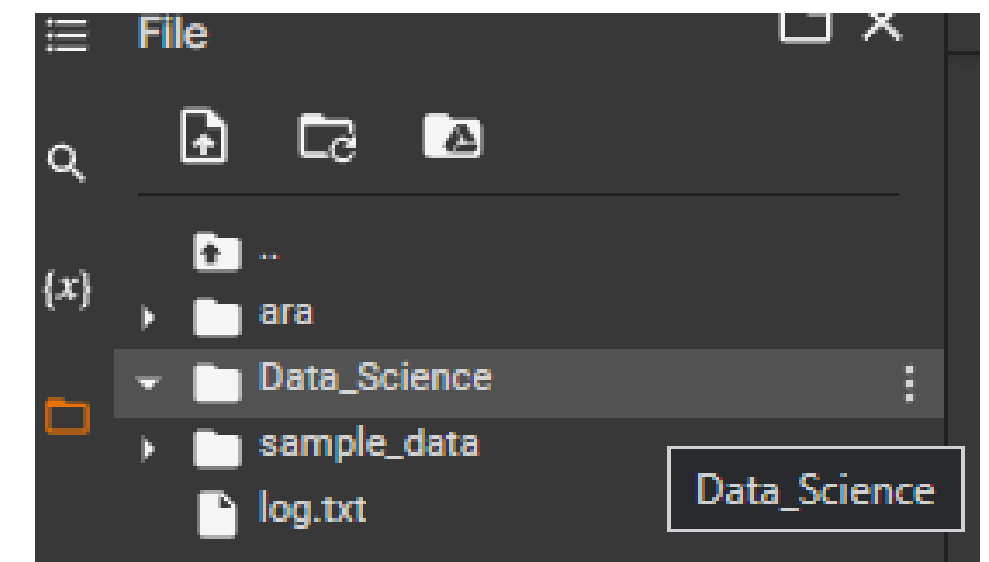 File
..
{x}
ara
Data_Science
sample_data
Data_Science
log.txt